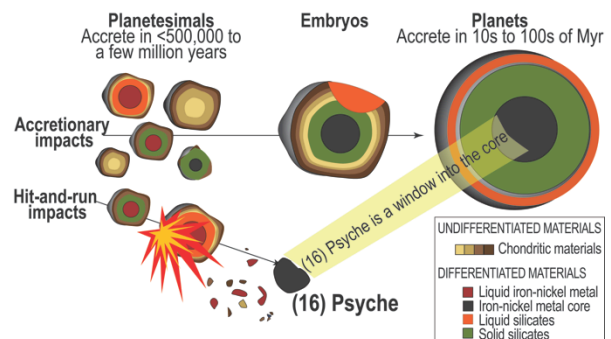 Planetesimals
Accrete in <500,000 to
a few million years
Embryos
Planets
Accrete in 10s to 100s of Myr
Accretionary
impacts
Hit-and-run
impacts
(16) Psyche is a window into the core
(16) Psyche
UNDIFFERENTIATED MATERIALS
Chondritic materials
DIFFERENTIATED MATERIALS
Liquid iron-nickel metal
Iron-nickel metal core
Liquid silicates
Solid silicates